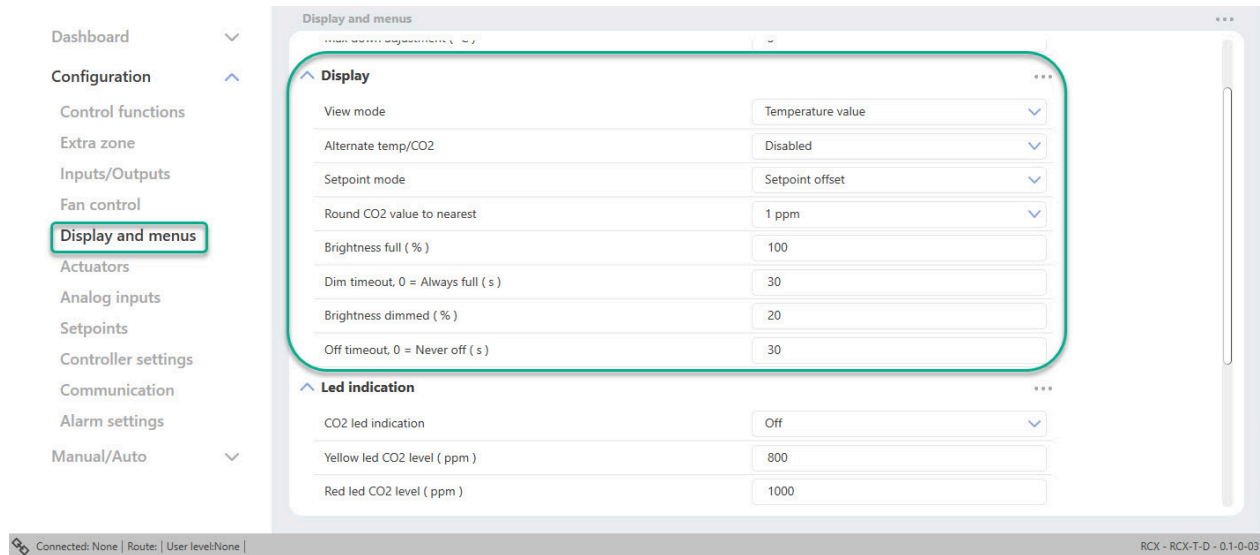 Display and menus
Dashboard
Configuration
Control functions
Extra zone
Inputs/Outputs
Fan control
Display and menus
Actuators
Analog inputs
Setpoints
Controller settings
Communication
Alarm settings
Manual/Auto
Display
View mode Temperature value
Alternate temp/CO2 Disabled
Setpoint mode Setpoint offset
Round CO2 value to nearest 1 ppm
Brightness full ( % ) 100
Dim timeout, 0 = Always full ( s ) 30
Brightness dimmed ( % ) 20
Off timeout, 0 = Never off ( s ) 30
Led indication
CO2 led indication Off
Yellow led CO2 level ( ppm ) 800
Red led CO2 level ( ppm ) 1000
Connected: None | Route: | User level:None |
RCX - RCX-T-D - 0.1-0-03